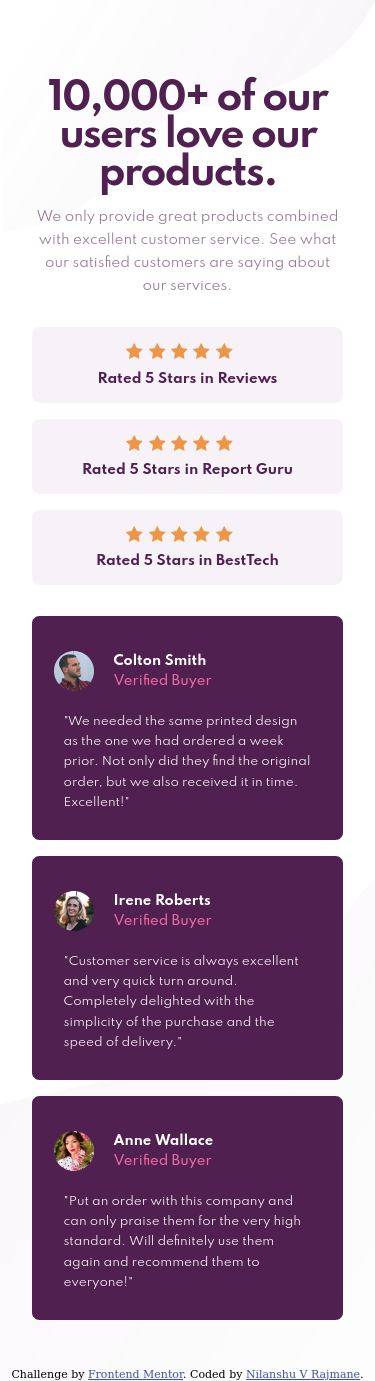 10,000+ of our
users love our
products.
We only provide great products combined
with excellent customer service. See what
our satisfied customers are saying about
our services.
Rated 5 Stars in Reviews
Rated 5 Stars in Report Guru
Rated 5 Stars in BestTech
Colton Smith
Verified Buyer
"We needed the same printed design
as the one we had ordered a week
prior. Not only did they find the original
order, but we also received it in time.
Excellent!"
Irene Roberts
Verified Buyer
"Customer service is always excellent
and very quick turn around.
Completely delighted with the
simplicity of the purchase and the
speed of delivery."
Anne Wallace
Verified Buyer
"Put an order with this company and
can only praise them for the very high
standard. Will definitely use them
again and recommend them to
everyone!"
Challenge by Frontend Mentor. Coded by Nilanshu V Rajmane.